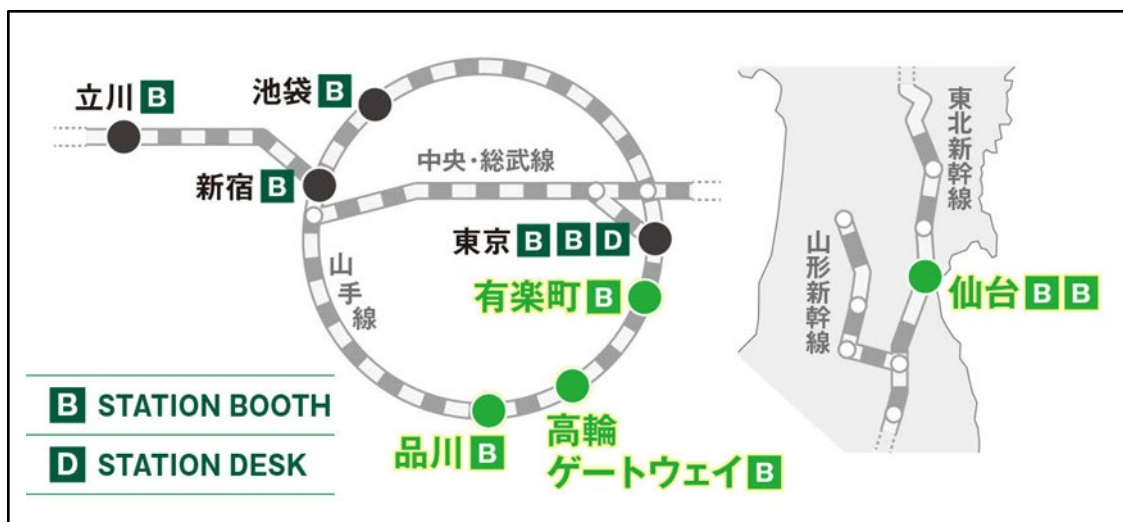 立川 B
池袋 B
新宿 B
中央・総武線
東京 B B D
有楽町 B
山手線
高輪
ゲートウェイ B
品川 B
B STATION BOOTH
D STATION DESK
東北新幹線
山形新幹線
仙台 B B